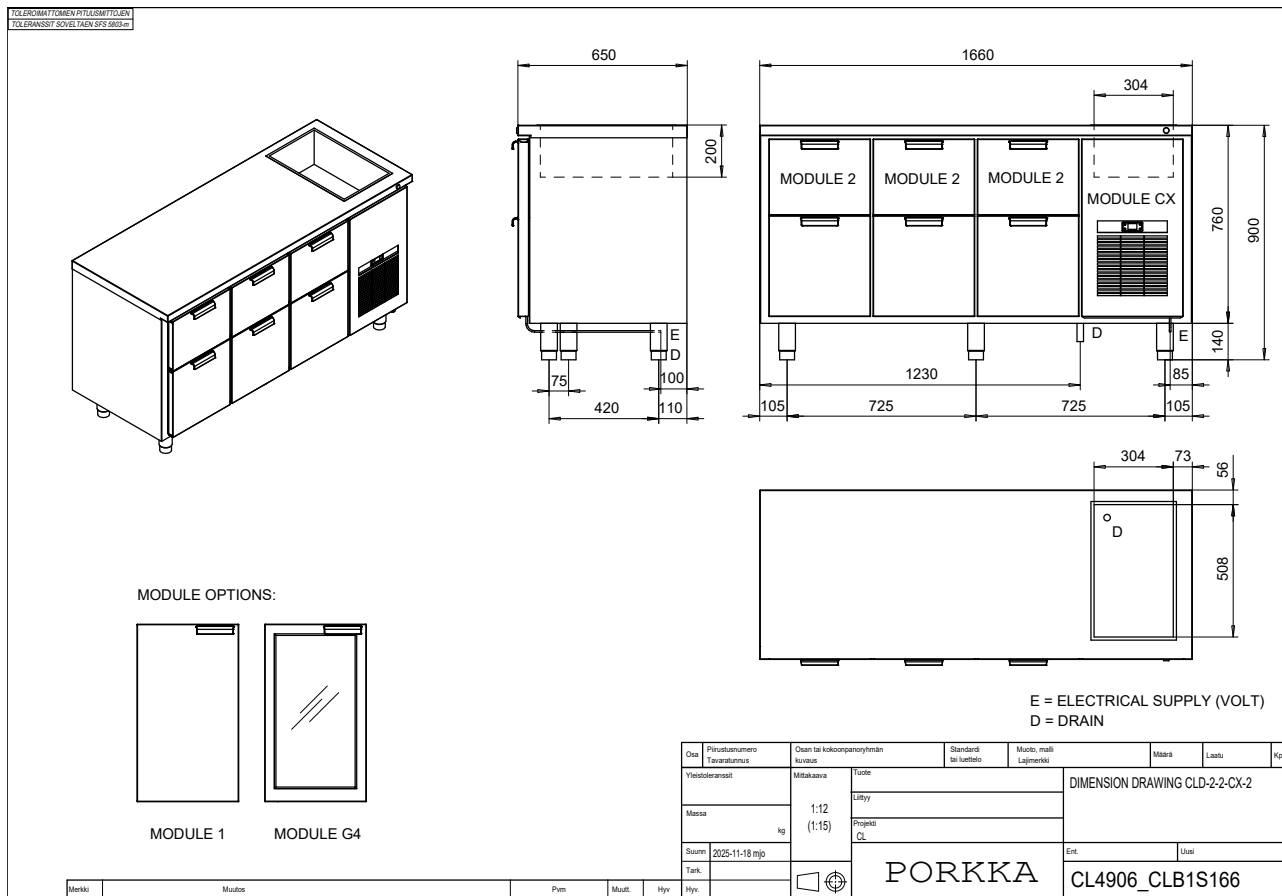 TOLEROIMATTOMIEN PITUUSMITTOJEN
TOLERANSSIT SOVELTAEN SFS 5803-m
650
1660
304
200
MODULE 2
MODULE 2
MODULE 2
MODULE CX
760
900
E
D
D
E
140
75
100
1230
85
420
110
105
725
725
105
304
73
56
D
508
MODULE OPTIONS:
MODULE 1
MODULE G4
E = ELECTRICAL SUPPLY (VOLT)
D = DRAIN
Osa
Piirustusnumero
Tavaratunnus
Osan tai kokoonpanoryhmän
kuvaus
Standardi
tai luettelo
Muoto, malli
Lajimerkki
Määrä
Laatu
Kp
Yleistoleranssit
Mittakaava
Tuote
DIMENSION DRAWING CLD-2-2-CX-2
1:12
(1:15)
Liittyy
Massa
kg
Projekti
CL
Suunn
2025-11-18 mjo
PORKKA
Ent.
Uusi
Tark.
CL4906_CLB1S166
Merkki
Muutos
Pvm
Muutt.
Hyv
Hyv.